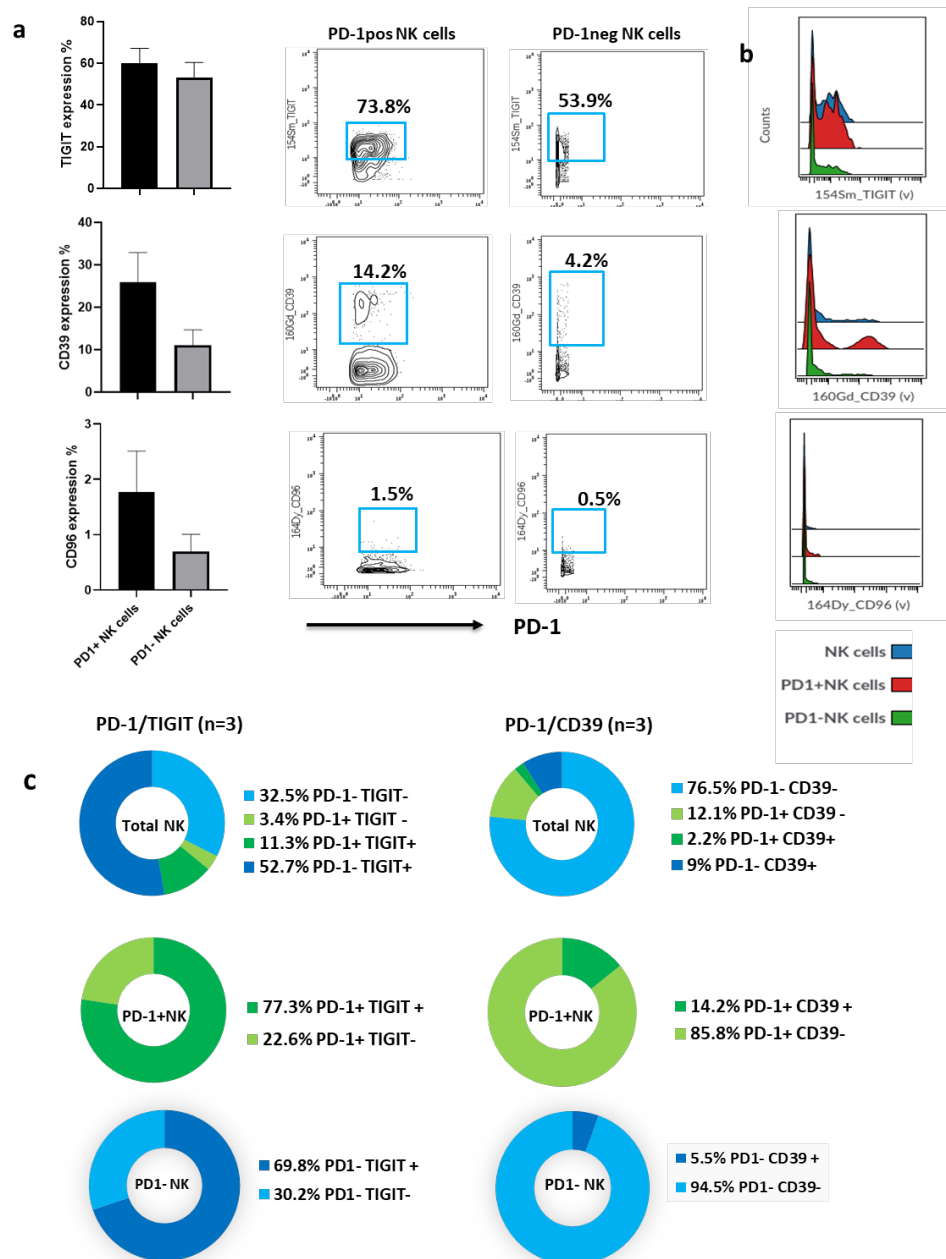 a
TIGIT expression %
80
60
40
20
0
PD-1pos NK cells
PD-1neg NK cells
154Sm_TIGIT
73.8%
154Sm_TIGIT
53.9%
b
Counts
154Sm_TIGIT (v)
CD39 expression %
40
30
20
10
0
160Gd_CD39
14.2%
160Gd_CD39
4.2%
160Gd_CD39 (v)
CD96 expression %
3
2
1
0
PD1+ NK cells
PD1- NK cells
164Dy_CD96
1.5%
164Dy_CD96
0.5%
164Dy_CD96 (v)
PD-1
NK cells
PD1+NK cells
PD1-NK cells
c
PD-1/TIGIT (n=3)
Total NK
32.5% PD-1- TIGIT-
3.4% PD-1+ TIGIT -
11.3% PD-1+ TIGIT+
52.7% PD-1- TIGIT+
PD-1/CD39 (n=3)
Total NK
76.5% PD-1- CD39-
12.1% PD-1+ CD39 -
2.2% PD-1+ CD39+
9% PD-1- CD39+
PD-1+NK
77.3% PD-1+ TIGIT +
22.6% PD-1+ TIGIT-
PD-1+NK
14.2% PD-1+ CD39 +
85.8% PD-1+ CD39-
PD1- NK
69.8% PD1- TIGIT +
30.2% PD1- TIGIT-
PD1- NK
5.5% PD1- CD39 +
94.5% PD1- CD39-